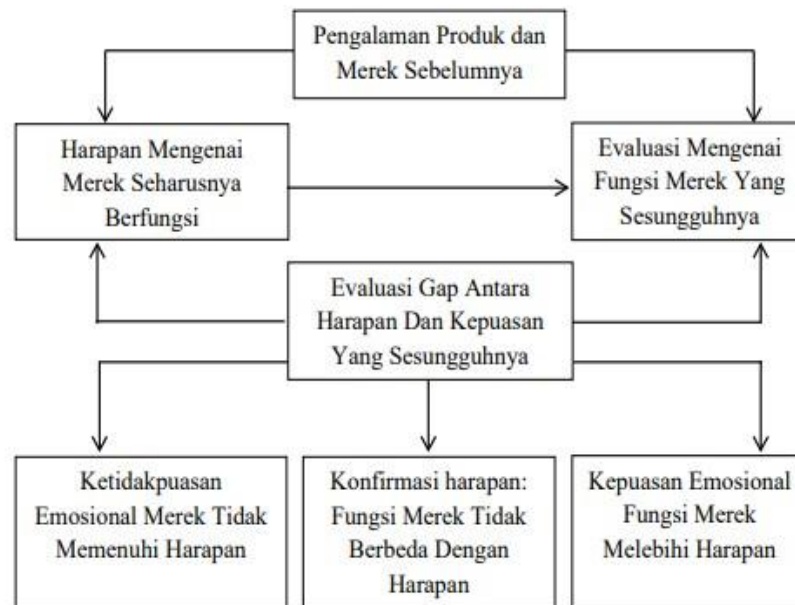 Pengalaman Produk dan
Merek Sebelumnya
Harapan Mengenai
Merek Seharusnya
Berfungsi
Evaluasi Mengenai
Fungsi Merek Yang
Sesungguhnya
Evaluasi Gap Antara
Harapan Dan Kepuasan
Yang Sesungguhnya
Ketidakpuasan
Emosional Merek Tidak
Memenuhi Harapan
Konfirmasi harapan:
Fungsi Merek Tidak
Berbeda Dengan
Harapan
Kepuasan Emosional
Fungsi Merek
Melebihi Harapan